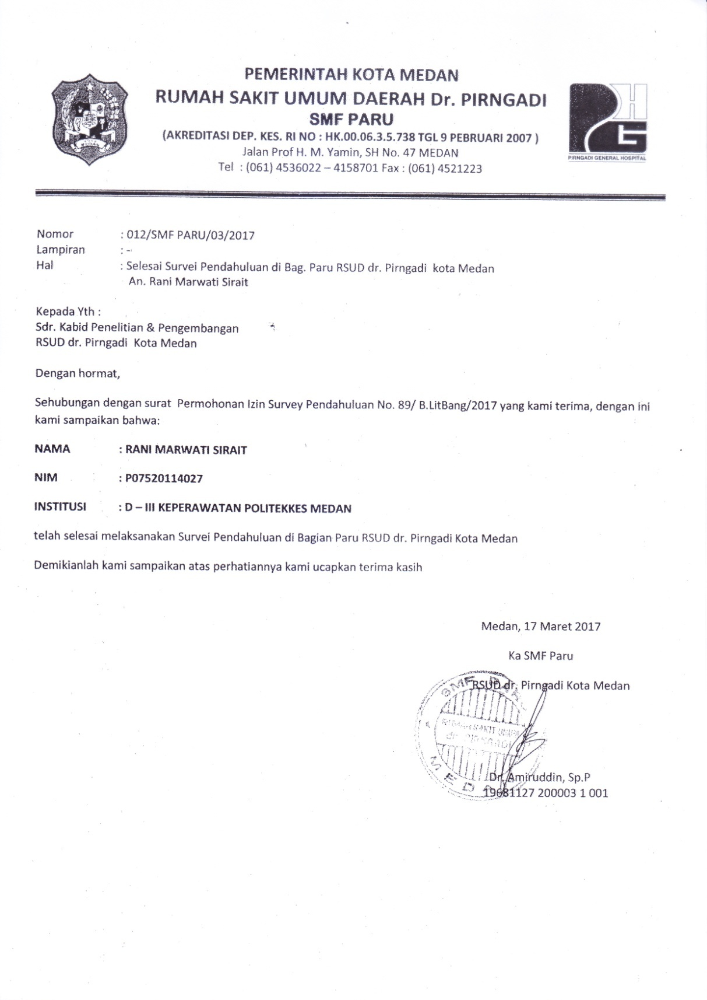 PEMERINTAH KOTA MEDAN
RUMAH SAKIT UMUM DAERAH Dr. PIRNGADI
SMF PARU
(AKREDITASI DEP. KES. RI NO : HK.00.06.3.5.738 TGL 9 PEBRUARI 2007 )
Jalan Prof H. M. Yamin, SH No. 47 MEDAN
Tel : (061) 4536022 – 4158701 Fax : (061) 4521223
MEDAN
PIRNGADI GENERAL HOSPITAL
Nomor : 012/SMF PARU/03/2017
Lampiran : -
Hal : Selesai Survei Pendahuluan di Bag. Paru RSUD dr. Pirngadi kota Medan
An. Rani Marwati Sirait
Kepada Yth :
Sdr. Kabid Penelitian & Pengembangan
RSUD dr. Pirngadi Kota Medan
Dengan hormat,
Sehubungan dengan surat Permohonan Izin Survey Pendahuluan No. 89/ B.LitBang/2017 yang kami terima, dengan ini
kami sampaikan bahwa:
NAMA : RANI MARWATI SIRAIT
NIM : P07520114027
INSTITUSI : D – III KEPERAWATAN POLITEKKES MEDAN
telah selesai melaksanakan Survei Pendahuluan di Bagian Paru RSUD dr. Pirngadi Kota Medan
Demikianlah kami sampaikan atas perhatiannya kami ucapkan terima kasih
Medan, 17 Maret 2017
Ka SMF Paru
RSUD dr. Pirngadi Kota Medan
SMF PARU
RUMAH SAKIT UMUM
dr. PIRNGADI
MEDAN
Dr. Amiruddin, Sp.P
19681127 200003 1 001